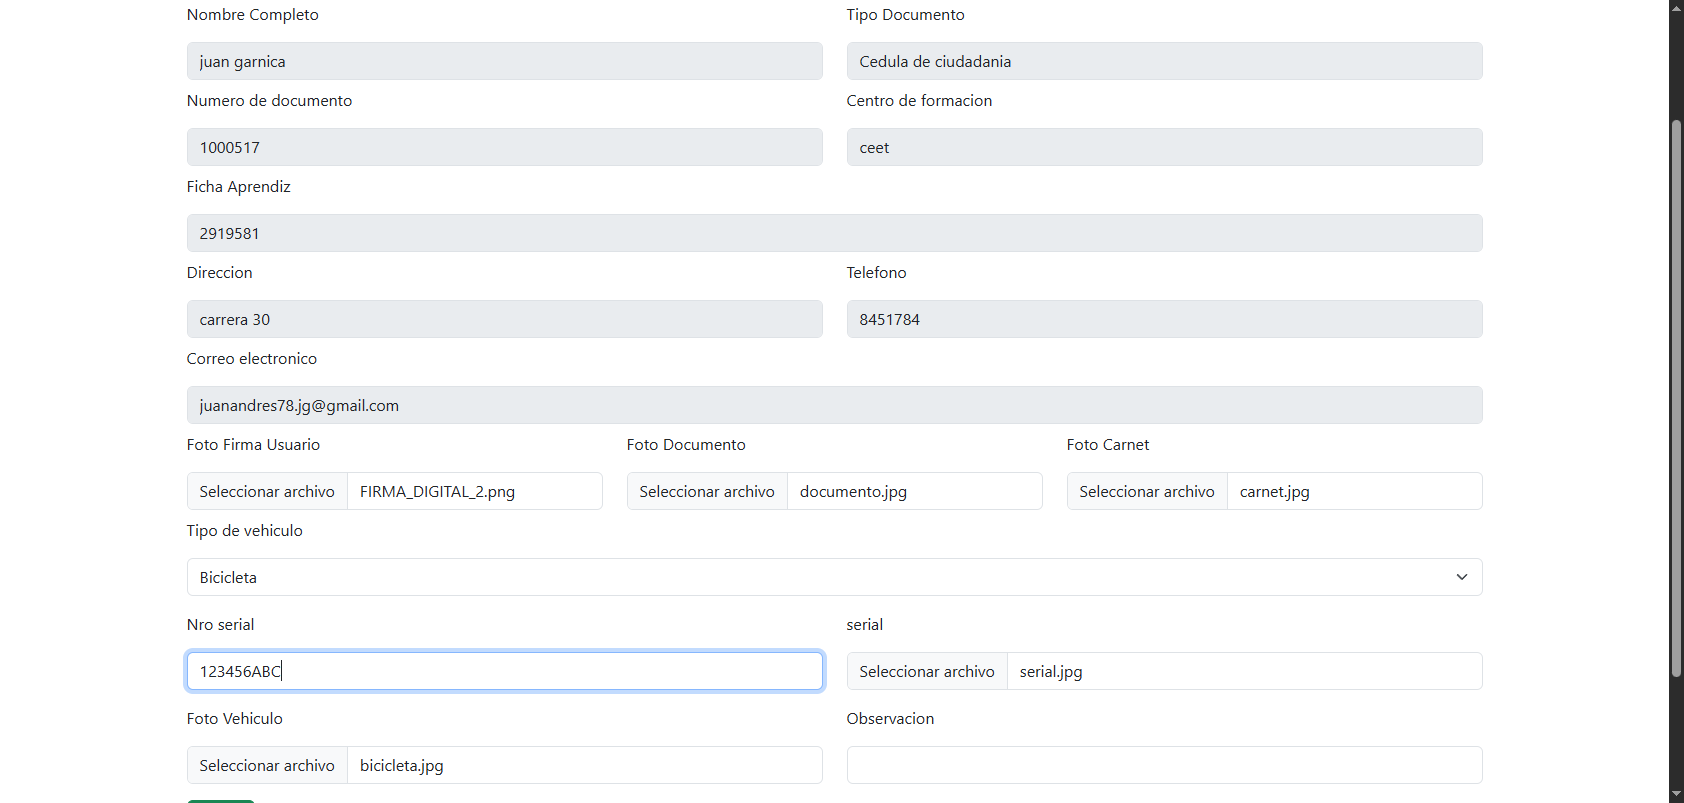 Nombre Completo
Tipo Documento
juan garnica
Cedula de ciudadania
Numero de documento
Centro de formacion
1000517
ceet
Ficha Aprendiz
2919581
Direccion
Telefono
carrera 30
8451784
Correo electronico
juanandres78.jg@gmail.com
Foto Firma Usuario
Foto Documento
Foto Carnet
Seleccionar archivo FIRMA_DIGITAL_2.png
Seleccionar archivo documento.jpg
Seleccionar archivo carnet.jpg
Tipo de vehiculo
Bicicleta
Nro serial
serial
123456ABC
Seleccionar archivo serial.jpg
Foto Vehiculo
Observacion
Seleccionar archivo bicicleta.jpg